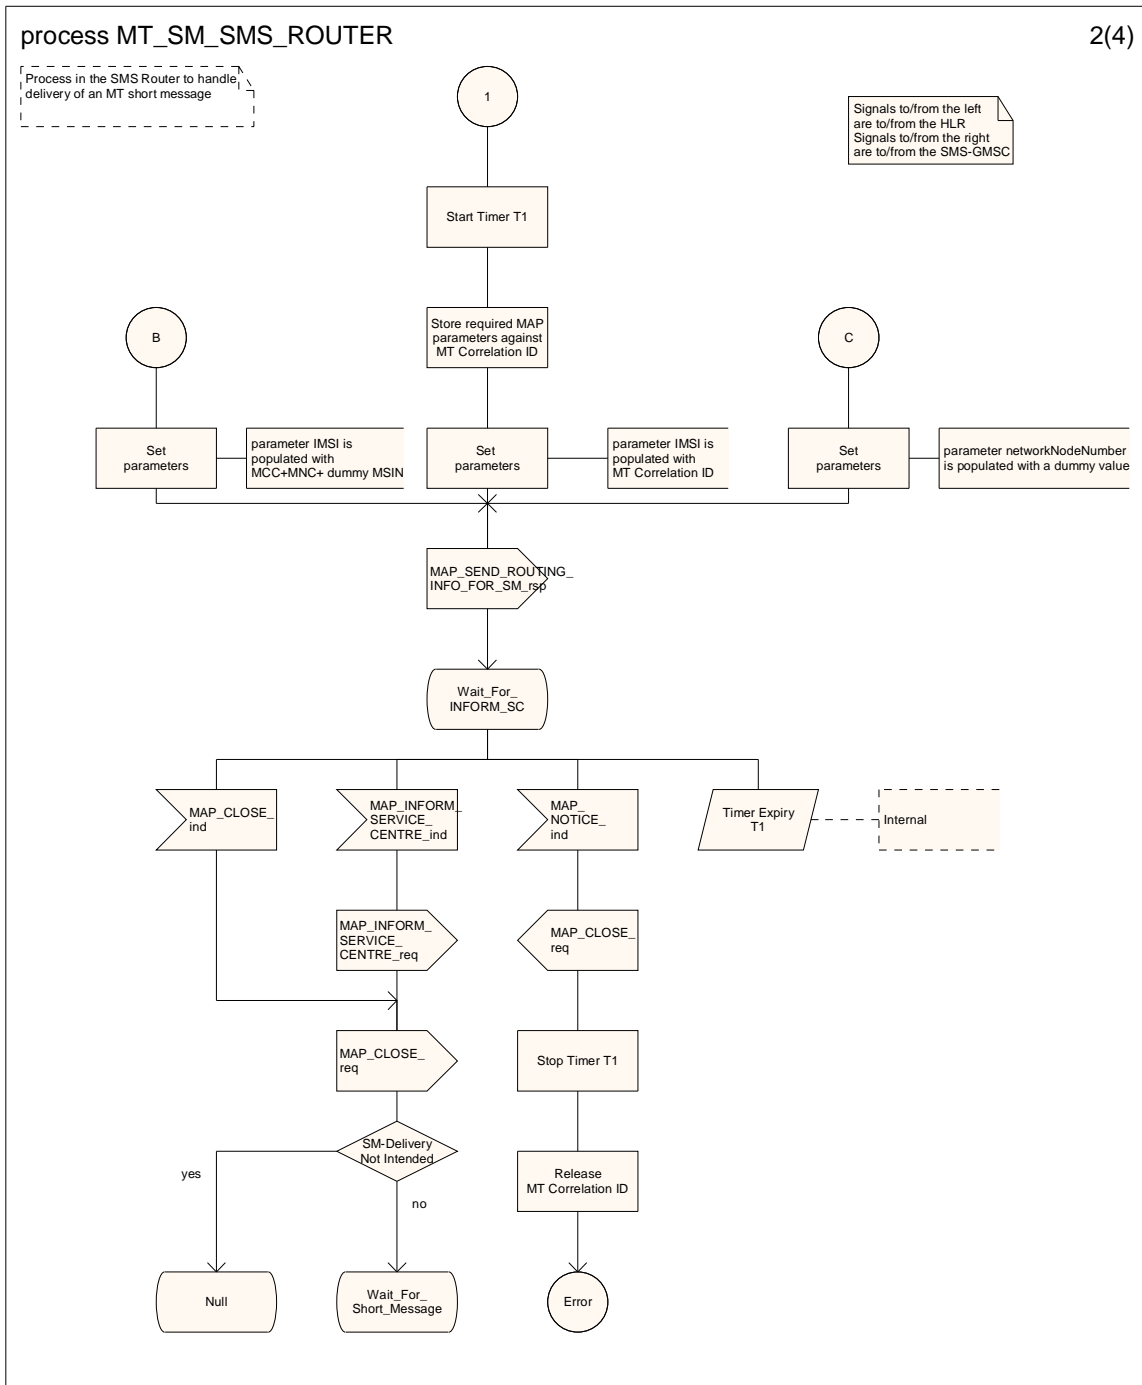 process MT_SM_SMS_ROUTER
2(4)
Process in the SMS Router to handle
delivery of an MT short message
1
Signals to/from the left
are to/from the HLR
Signals to/from the right
are to/from the SMS-GMSC
Start Timer T1
B
Store required MAP
parameters against
MT Correlation ID
C
Set
parameters
parameter IMSI is
populated with
MCC+MNC+ dummy MSIN
Set
parameters
parameter IMSI is
populated with
MT Correlation ID
Set
parameters
parameter networkNodeNumber
is populated with a dummy value
MAP_SEND_ROUTING_
INFO_FOR_SM_rsp
Wait_For_
INFORM_SC
MAP_CLOSE_
ind
MAP_INFORM_
SERVICE_
CENTRE_ind
MAP_
NOTICE_
ind
Timer Expiry
T1
Internal
MAP_INFORM_
SERVICE_
CENTRE_req
MAP_CLOSE_
req
MAP_CLOSE_
req
Stop Timer T1
SM-Delivery
Not Intended
yes
no
Release
MT Correlation ID
Null
Wait_For_
Short_Message
Error